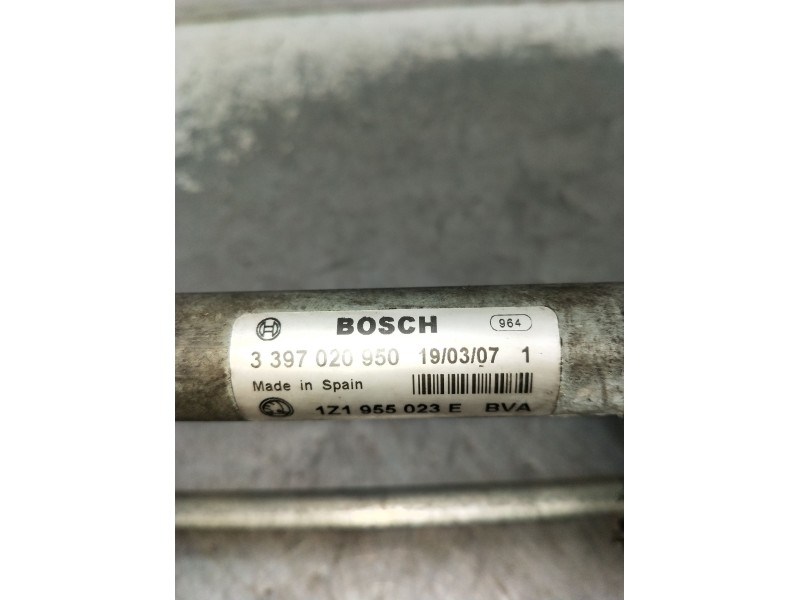 BOSCH 964
3 397 020 950 19/03/07 1
Made in Spain
1Z1 955 023 E BVA